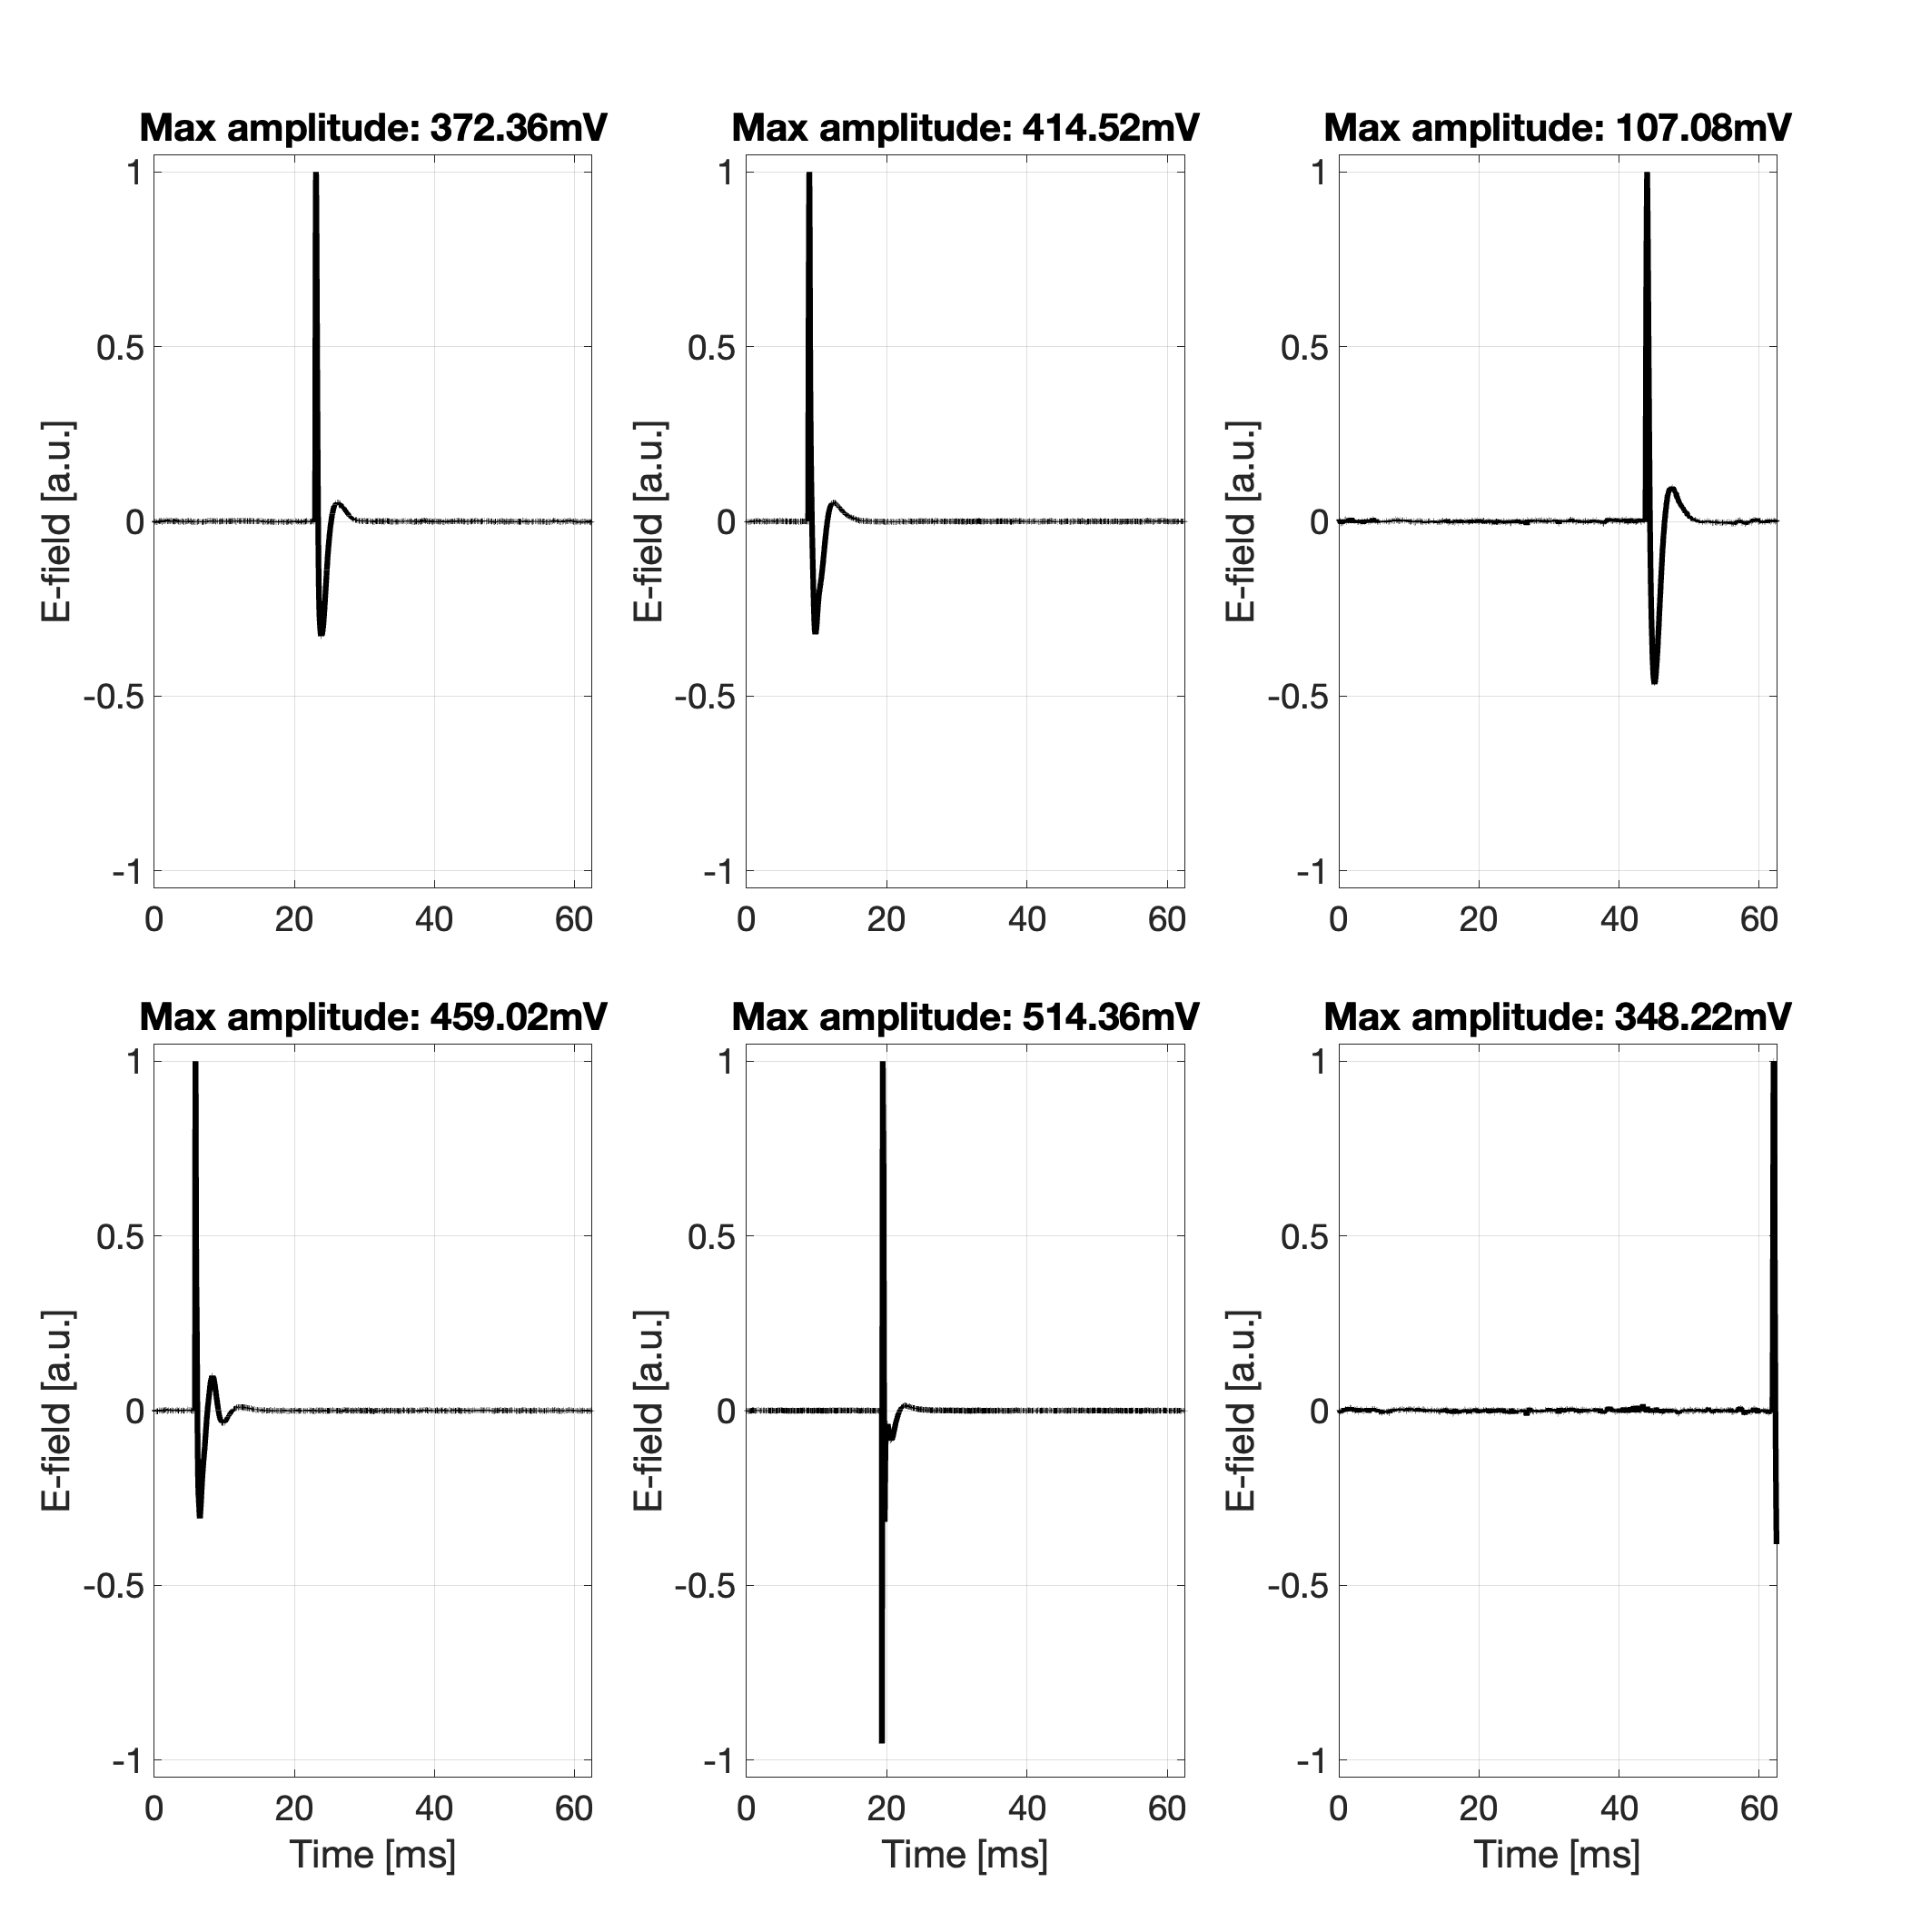 Max amplitude: 372.36mV
1
0.5
0
-0.5
-1
E-field [a.u.]
0 20 40 60
Max amplitude: 414.52mV
1
0.5
0
-0.5
-1
E-field [a.u.]
0 20 40 60
Max amplitude: 107.08mV
1
0.5
0
-0.5
-1
E-field [a.u.]
0 20 40 60
Max amplitude: 459.02mV
1
0.5
0
-0.5
-1
E-field [a.u.]
0 20 40 60
Time [ms]
Max amplitude: 514.36mV
1
0.5
0
-0.5
-1
E-field [a.u.]
0 20 40 60
Time [ms]
Max amplitude: 348.22mV
1
0.5
0
-0.5
-1
E-field [a.u.]
0 20 40 60
Time [ms]